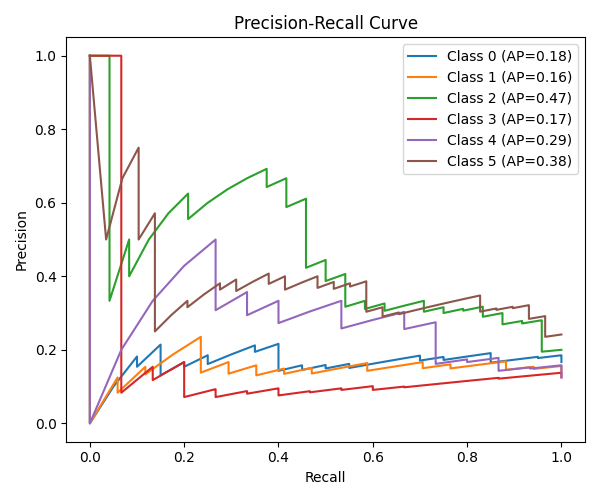 Precision-Recall Curve
Class 0 (AP=0.18)
Class 1 (AP=0.16)
Class 2 (AP=0.47)
Class 3 (AP=0.17)
Class 4 (AP=0.29)
Class 5 (AP=0.38)
Precision
1.0
0.8
0.6
0.4
0.2
0.0
0.0 0.2 0.4 0.6 0.8 1.0
Recall